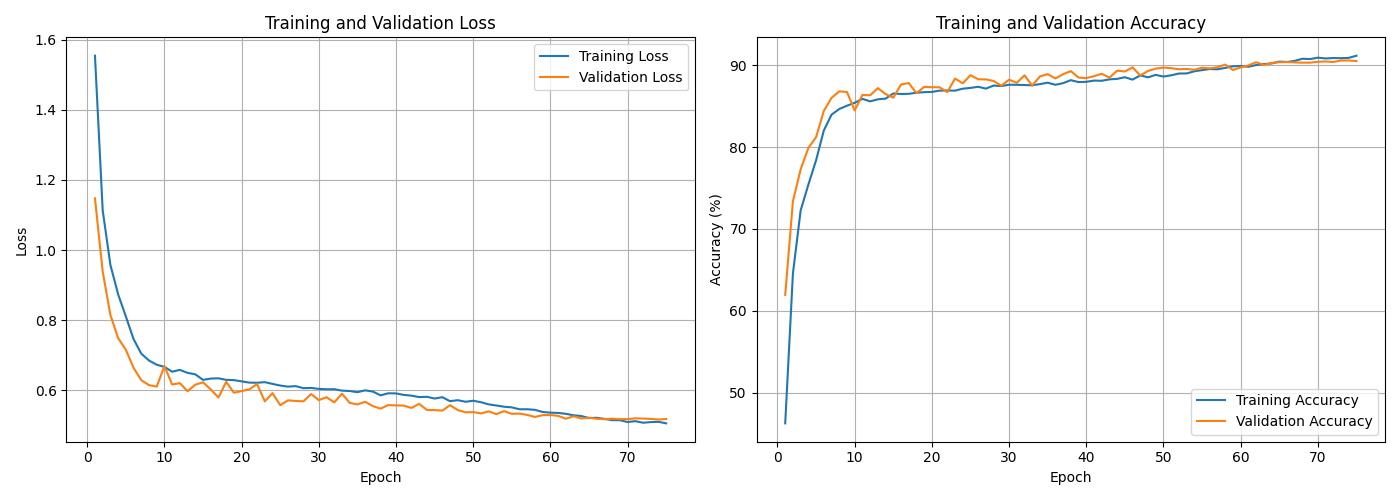 Training and Validation Loss
1.6
1.4
1.2
1.0
0.8
0.6
Loss
0 10 20 30 40 50 60 70
Epoch
Training Loss
Validation Loss
Training and Validation Accuracy
90
80
70
60
50
Accuracy (%)
0 10 20 30 40 50 60 70
Epoch
Training Accuracy
Validation Accuracy